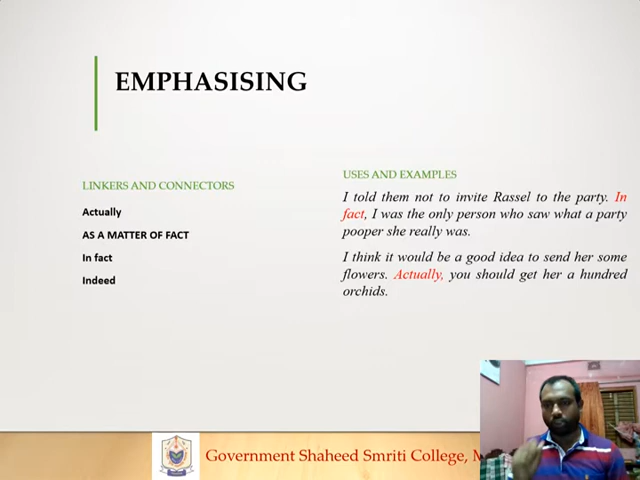 EMPHASISING
LINKERS AND CONNECTORS
Actually
AS A MATTER OF FACT
In fact
Indeed
USES AND EXAMPLES
I told them not to invite Rassel to the party. In
fact, I was the only person who saw what a party
pooper she really was.
I think it would be a good idea to send her some
flowers. Actually, you should get her a hundred
orchids.
Government Shaheed Smriti College, M